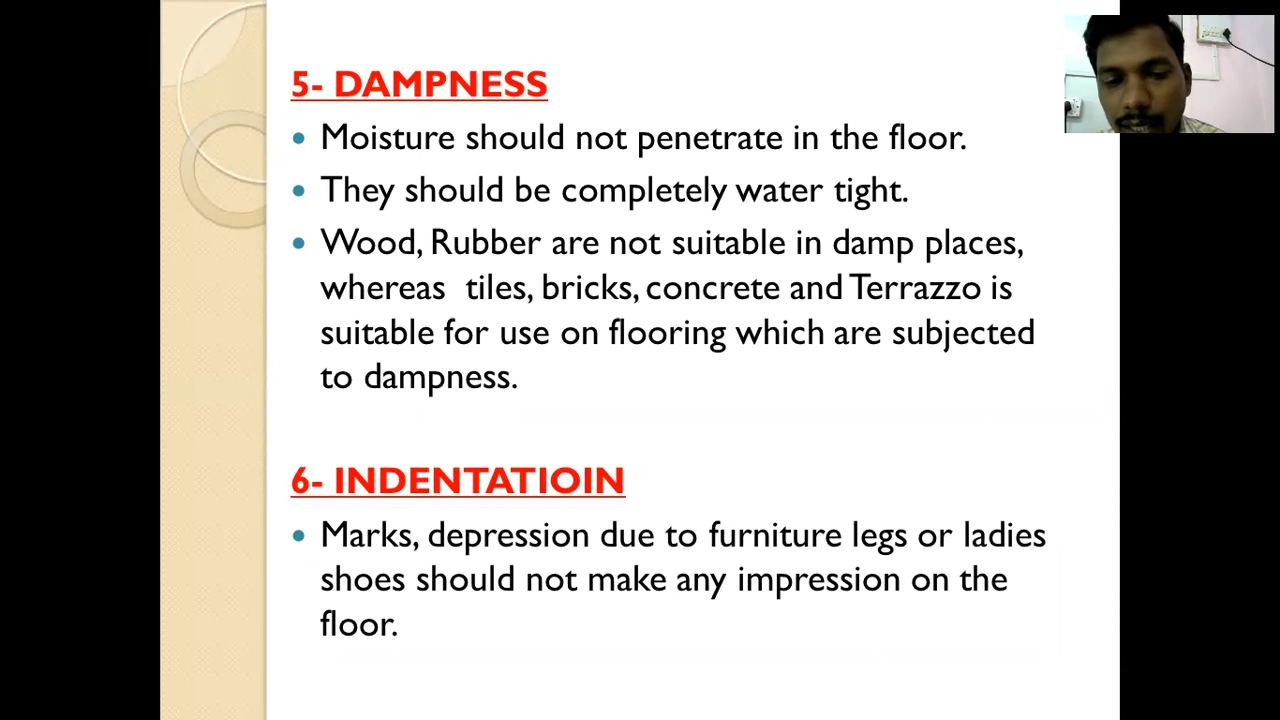 5- DAMPNESS
• Moisture should not penetrate in the floor.
• They should be completely water tight.
• Wood, Rubber are not suitable in damp places,
whereas tiles, bricks, concrete and Terrazzo is
suitable for use on flooring which are subjected
to dampness.
6- INDENTATIOIN
• Marks, depression due to furniture legs or ladies
shoes should not make any impression on the
floor.